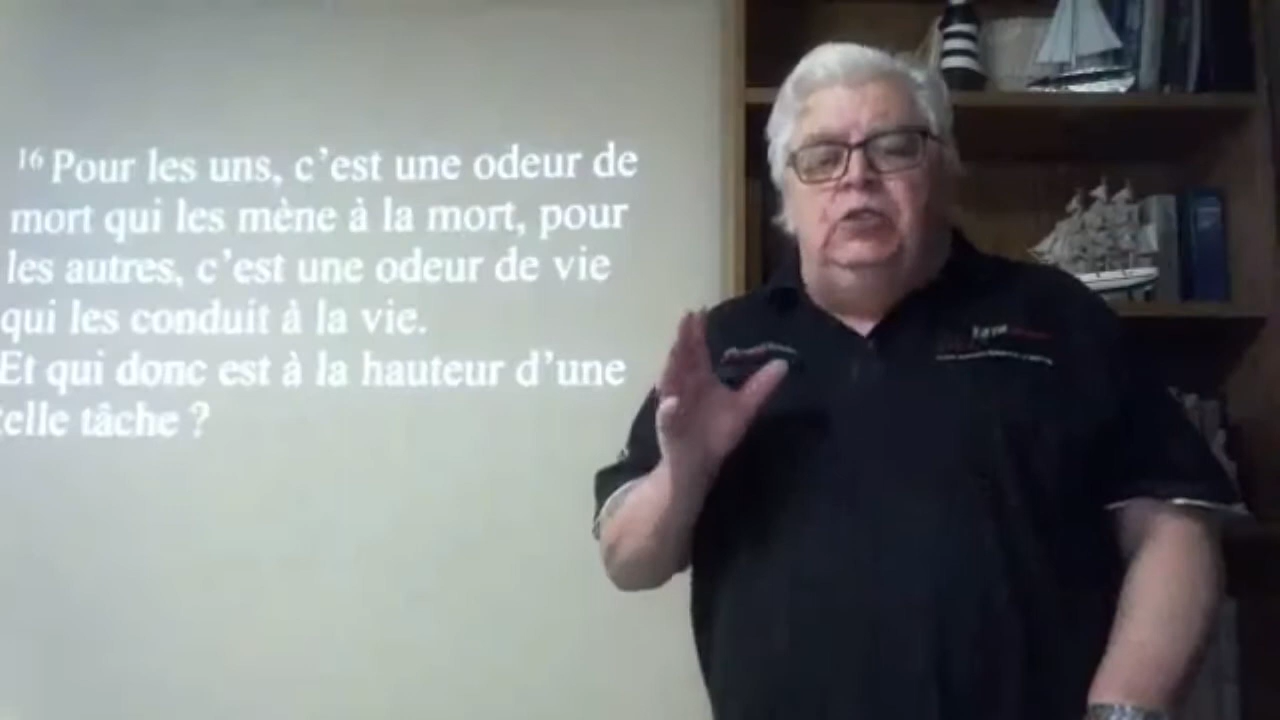 16 Pour les uns, c’est une odeur de
mort qui les mène à la mort, pour
les autres, c’est une odeur de vie
qui les conduit à la vie.
Et qui donc est à la hauteur d’une
telle tâche ?